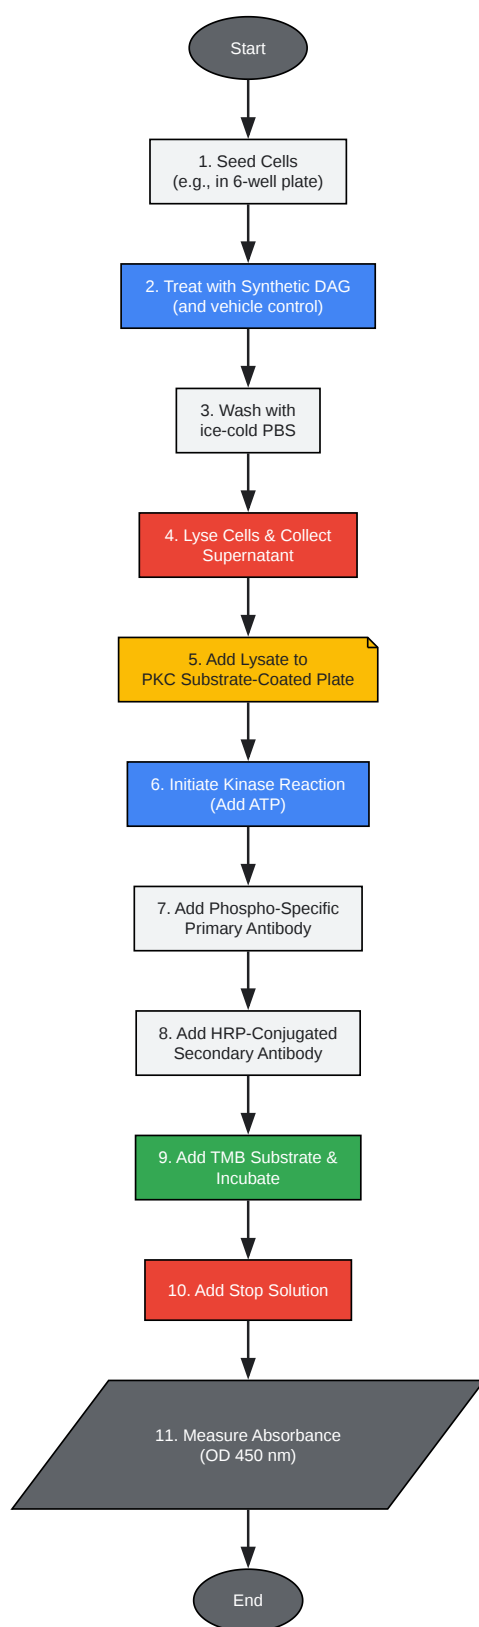 Start
1. Seed Cells
(e.g., in 6-well plate)
2. Treat with Synthetic DAG
(and vehicle control)
3. Wash with
ice-cold PBS
4. Lyse Cells & Collect
Supernatant
5. Add Lysate to
PKC Substrate-Coated Plate
6. Initiate Kinase Reaction
(Add ATP)
7. Add Phospho-Specific
Primary Antibody
8. Add HRP-Conjugated
Secondary Antibody
9. Add TMB Substrate &
Incubate
10. Add Stop Solution
11. Measure Absorbance
(OD 450 nm)
End